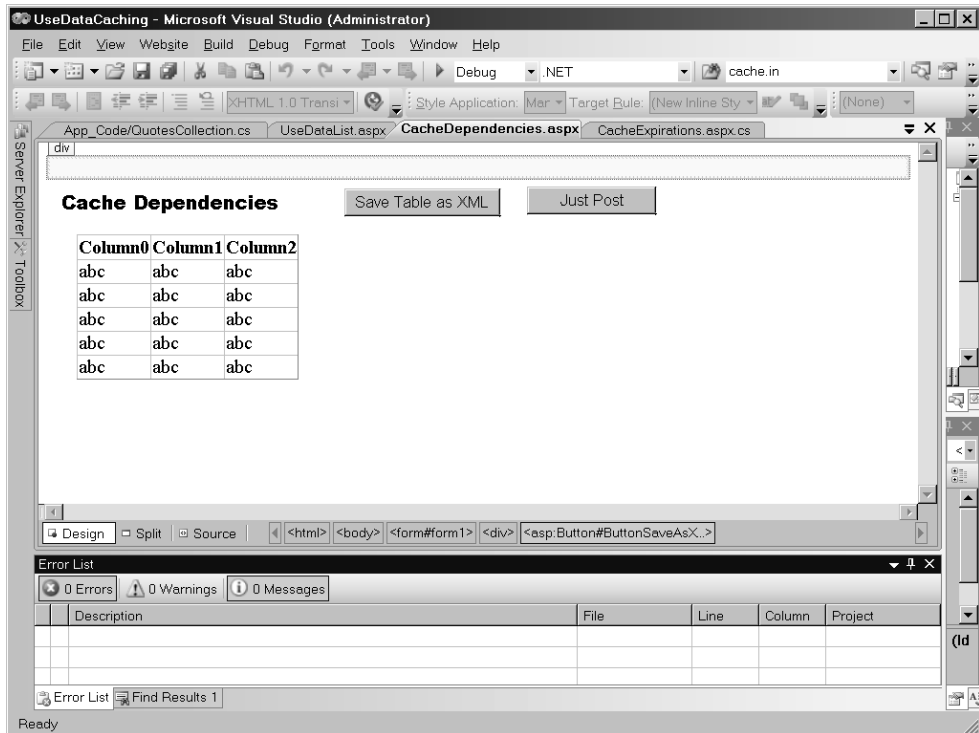 UseDataCaching - Microsoft Visual Studio (Administrator)
File Edit View Website Build Debug Format Tools Window Help
Debug .NET cache.in
XHTML 1.0 Transi Style Application: Mar Target Rule: (New Inline Sty (None)
App_Code/QuotesCollection.cs UseDataList.aspx CacheDependencies.aspx CacheExpirations.aspx.cs
Server Explorer
Toolbox
div
Cache Dependencies Save Table as XML Just Post
Column0 Column1 Column2
abc abc abc
abc abc abc
abc abc abc
abc abc abc
abc abc abc
Design Split Source <html> <body> <form#form1> <div> <asp:Button#ButtonSaveAsX...>
Error List
0 Errors 0 Warnings 0 Messages
Description File Line Column Project
(Id
Error List Find Results 1
Ready